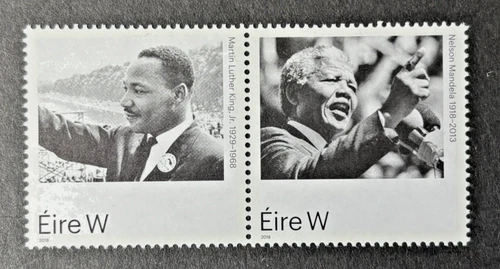 Martin Luther King, Jr. 1929–1968
Éire W
2018
Nelson Mandela 1918–2013
Éire W
2018